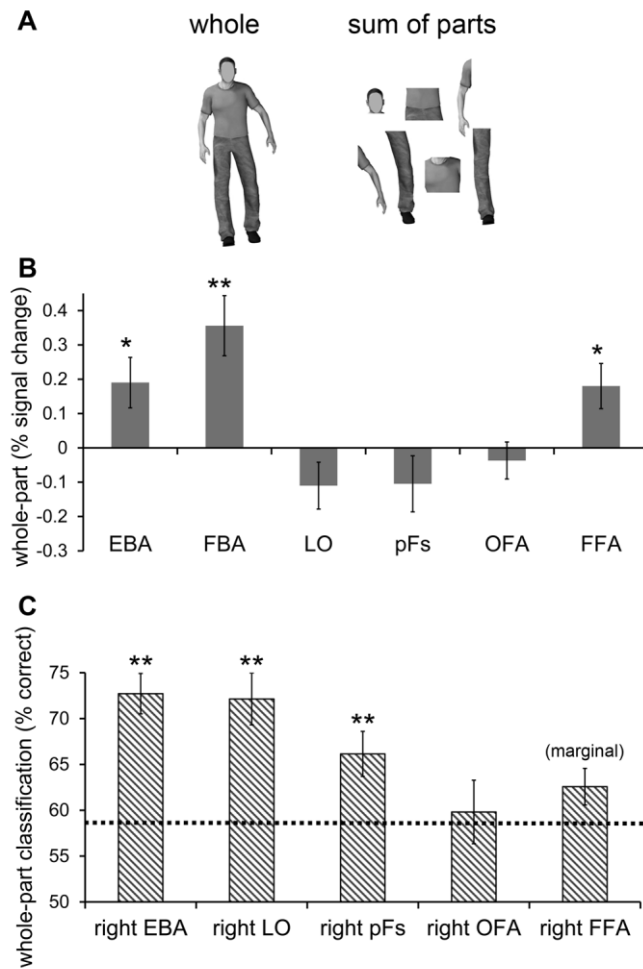 A
whole
sum of parts
B
whole-part (% signal change)
0.4
0.3
0.2
0.1
0
-0.1
-0.2
-0.3
*
**
*
EBA
FBA
LO
pFs
OFA
FFA
C
whole-part classification (% correct)
75
70
65
60
55
50
**
**
**
(marginal)
right EBA
right LO
right pFs
right OFA
right FFA